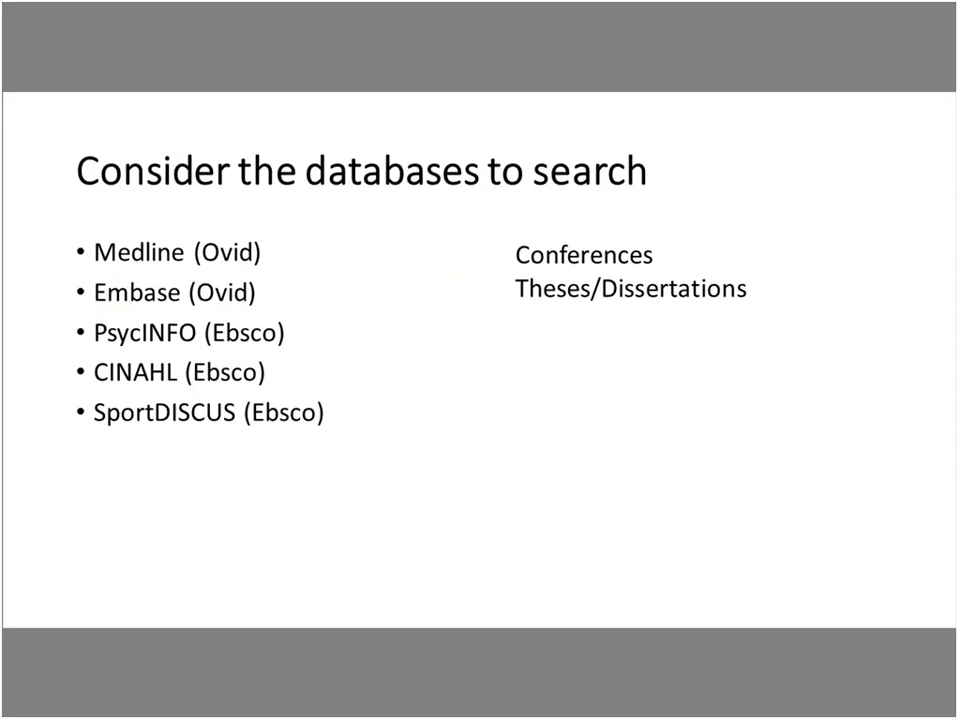 Consider the databases to search
• Medline (Ovid)
• Embase (Ovid)
• PsycINFO (Ebsco)
• CINAHL (Ebsco)
• SportDISCUS (Ebsco)
Conferences
Theses/Dissertations